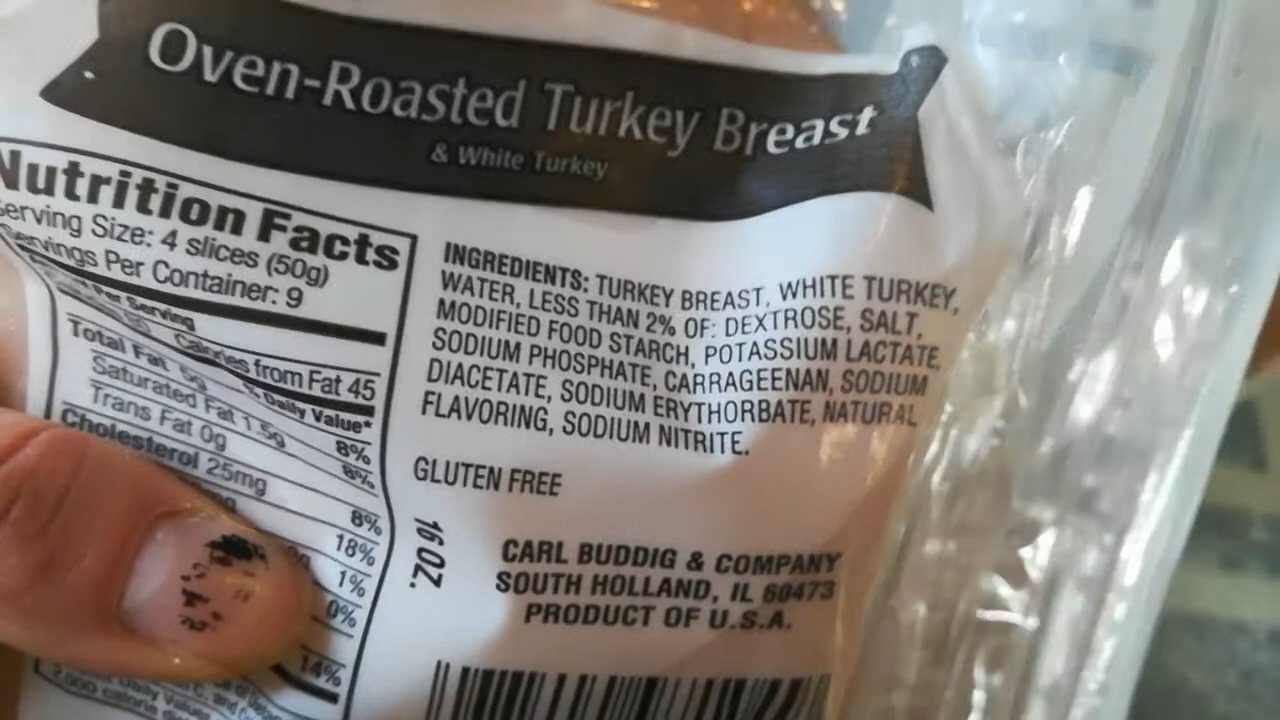 Oven-Roasted Turkey Breast
& White Turkey
Nutrition Facts
Serving Size: 4 slices (50g)
Servings Per Container: 9
Per Serving
Calories from Fat 45
% Daily Value*
Total Fat 5g 8%
Saturated Fat 1.5g 8%
Trans Fat 0g
Cholesterol 25mg 8%
18%
1%
0%
14%
INGREDIENTS: TURKEY BREAST, WHITE TURKEY,
WATER, LESS THAN 2% OF: DEXTROSE, SALT,
MODIFIED FOOD STARCH, POTASSIUM LACTATE,
SODIUM PHOSPHATE, CARRAGEENAN, SODIUM
DIACETATE, SODIUM ERYTHORBATE, NATURAL
FLAVORING, SODIUM NITRITE.
GLUTEN FREE
16 OZ.
CARL BUDDIG & COMPANY
SOUTH HOLLAND, IL 60473
PRODUCT OF U.S.A.